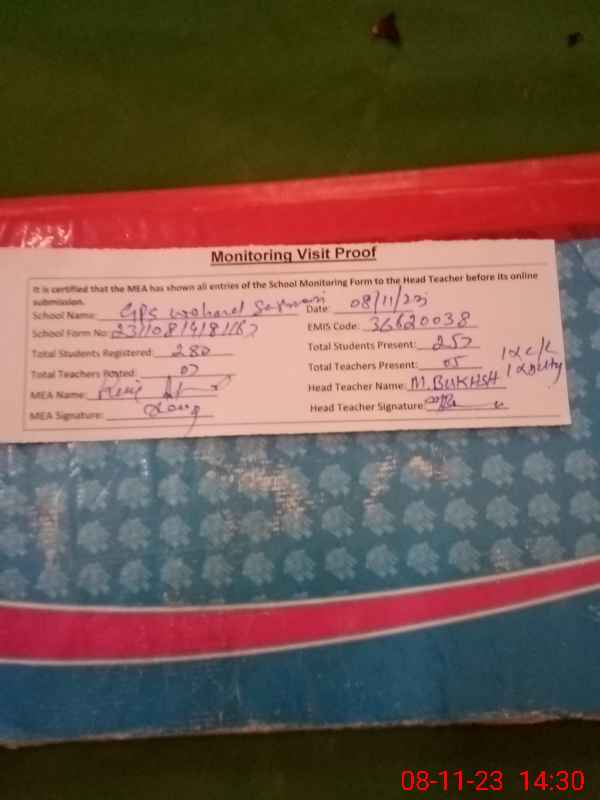 Monitoring Visit Proof
It is certified that the MEA has shown all entries of the School Monitoring Form to the Head Teacher before its online
submission.
School Name: GPS Date: 08/11/23
School Form No: EMIS Code: 36620038
Total Students Registered: 280 Total Students Present: 257
Total Teachers Posted: 07 Total Teachers Present: 05 1xc/L
MEA Name: Head Teacher Name: M.BUKHSH 1xDuty
MEA Signature: Head Teacher Signature:
08-11-23 14:30